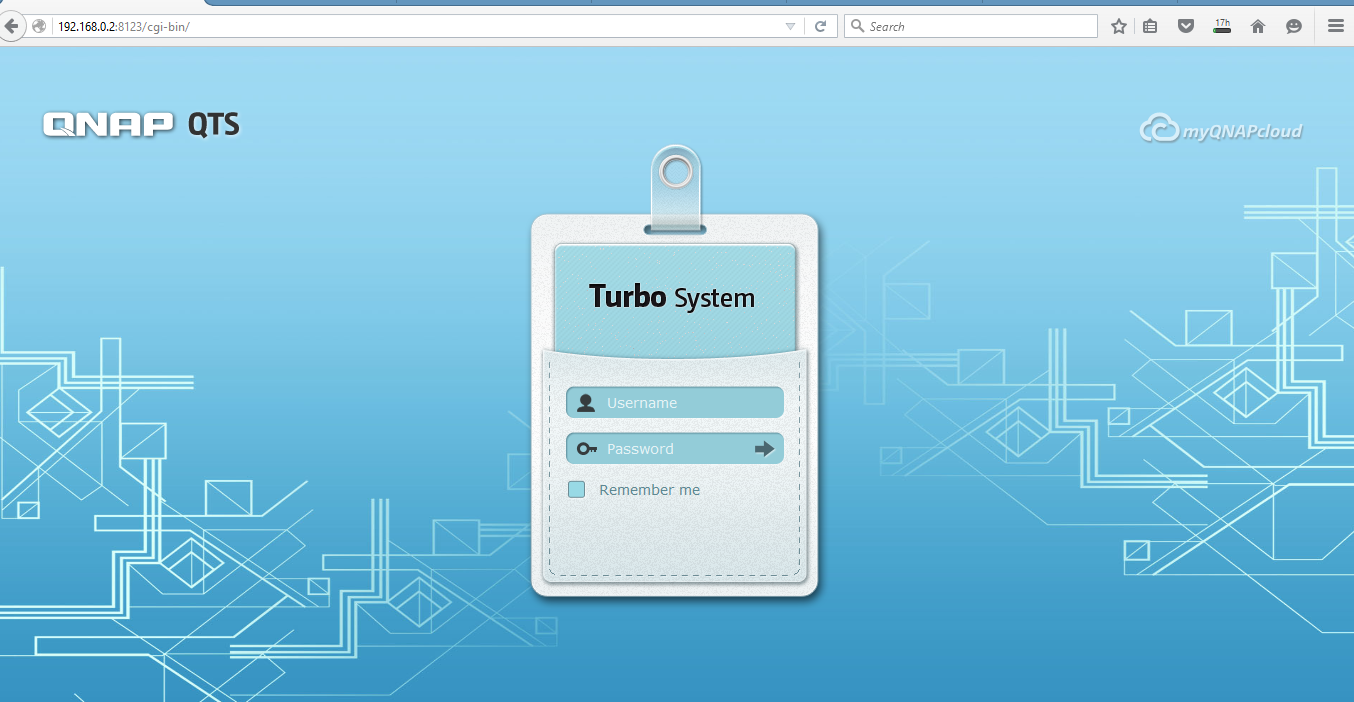 192.168.0.2:8123/cgi-bin/
Search
17h
QNAP QTS
myQNAPcloud
Turbo System
Username
Password
Remember me